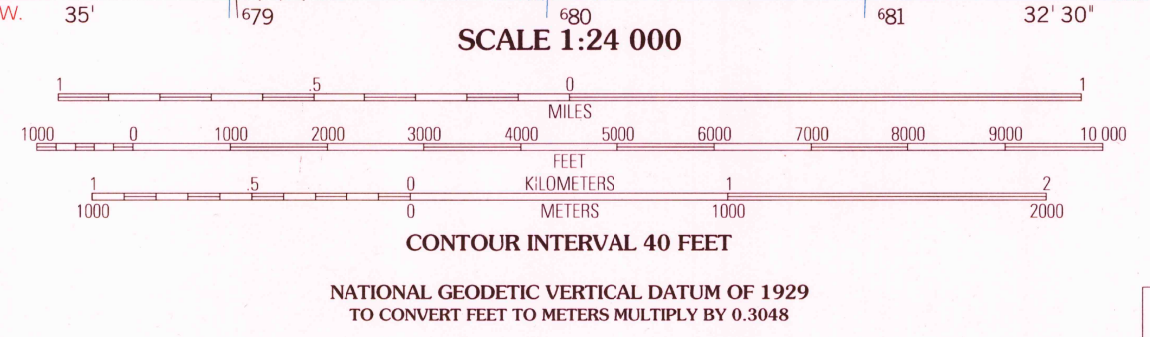 W. 35' 679 680 681 32' 30"
SCALE 1:24 000
1 .5 0 1
MILES
1000 0 1000 2000 3000 4000 5000 6000 7000 8000 9000 10 000
FEET
1 .5 0 KILOMETERS 1 2
1000 0 METERS 1000 2000
CONTOUR INTERVAL 40 FEET
NATIONAL GEODETIC VERTICAL DATUM OF 1929
TO CONVERT FEET TO METERS MULTIPLY BY 0.3048